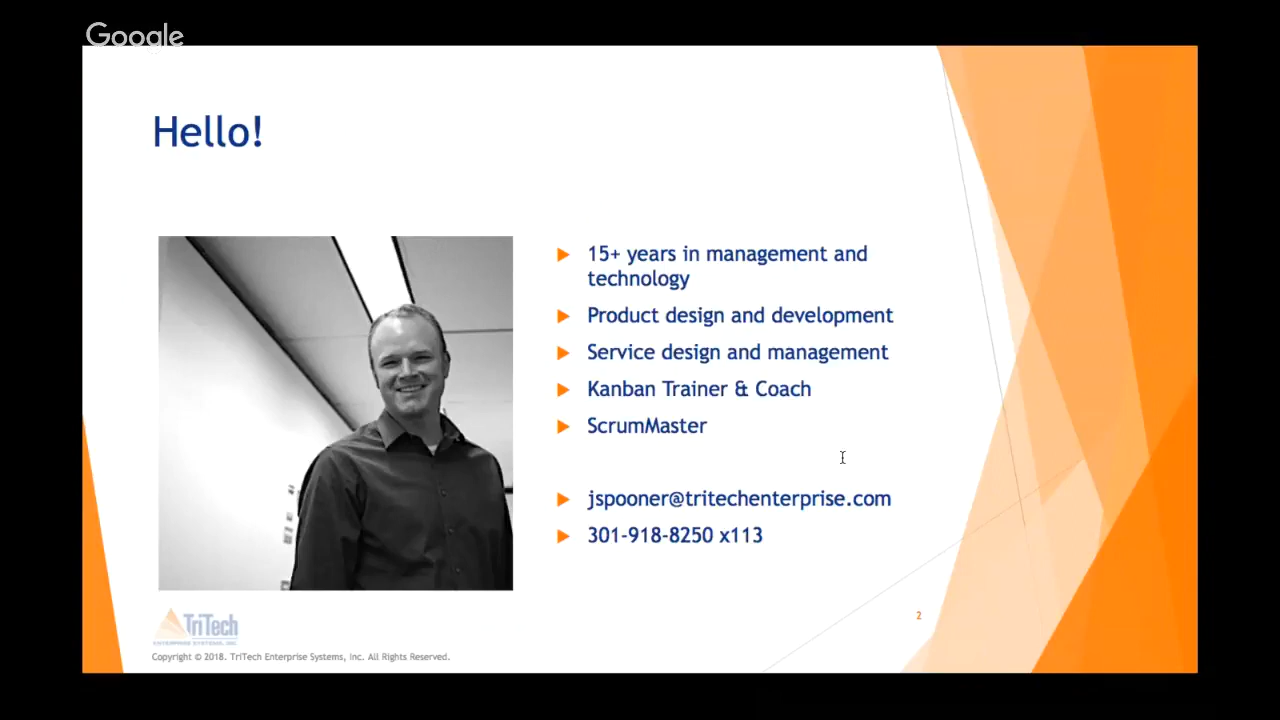 Google
Hello!
15+ years in management and
technology
Product design and development
Service design and management
Kanban Trainer & Coach
ScrumMaster
jspooner@tritechenterprise.com
301-918-8250 x113
TriTech
ENTERPRISE SYSTEMS, INC.
2
Copyright © 2018. TriTech Enterprise Systems, Inc. All Rights Reserved.